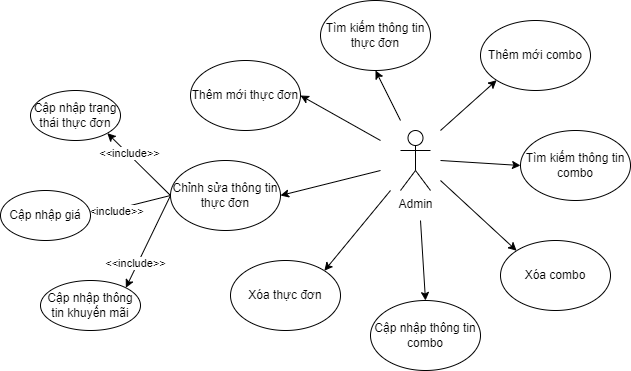 Tìm kiếm thông tin
thực đơn
Thêm mới combo
Thêm mới thực đơn
Cập nhập trạng
thái thực đơn
<<include>>
Tìm kiếm thông tin
combo
Chỉnh sửa thông tin
thực đơn
Admin
Cập nhập giá
<<include>>
<<include>>
Xóa combo
Xóa thực đơn
Cập nhập thông
tin khuyến mãi
Cập nhập thông tin
combo